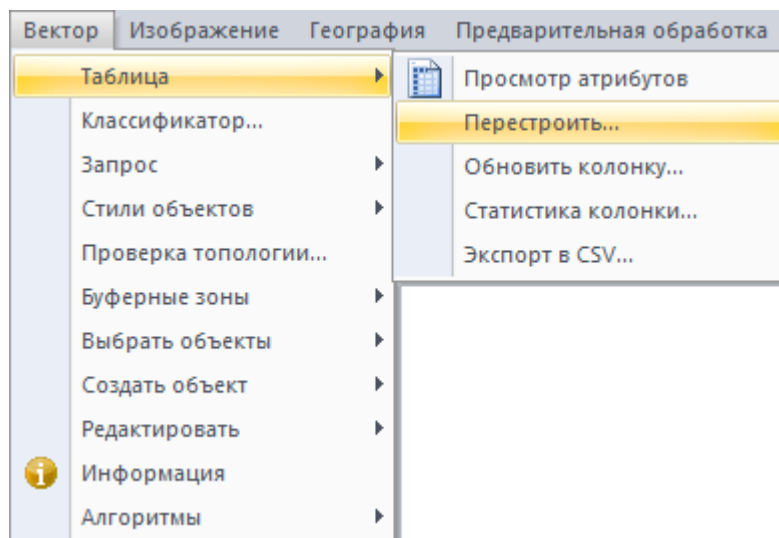 Вектор Изображение География Предварительная обработка
Таблица
Просмотр атрибутов
Классификатор...
Перестроить...
Запрос
Обновить колонку...
Стили объектов
Статистика колонки...
Проверка топологии...
Экспорт в CSV...
Буферные зоны
Выбрать объекты
Создать объект
Редактировать
Информация
Алгоритмы